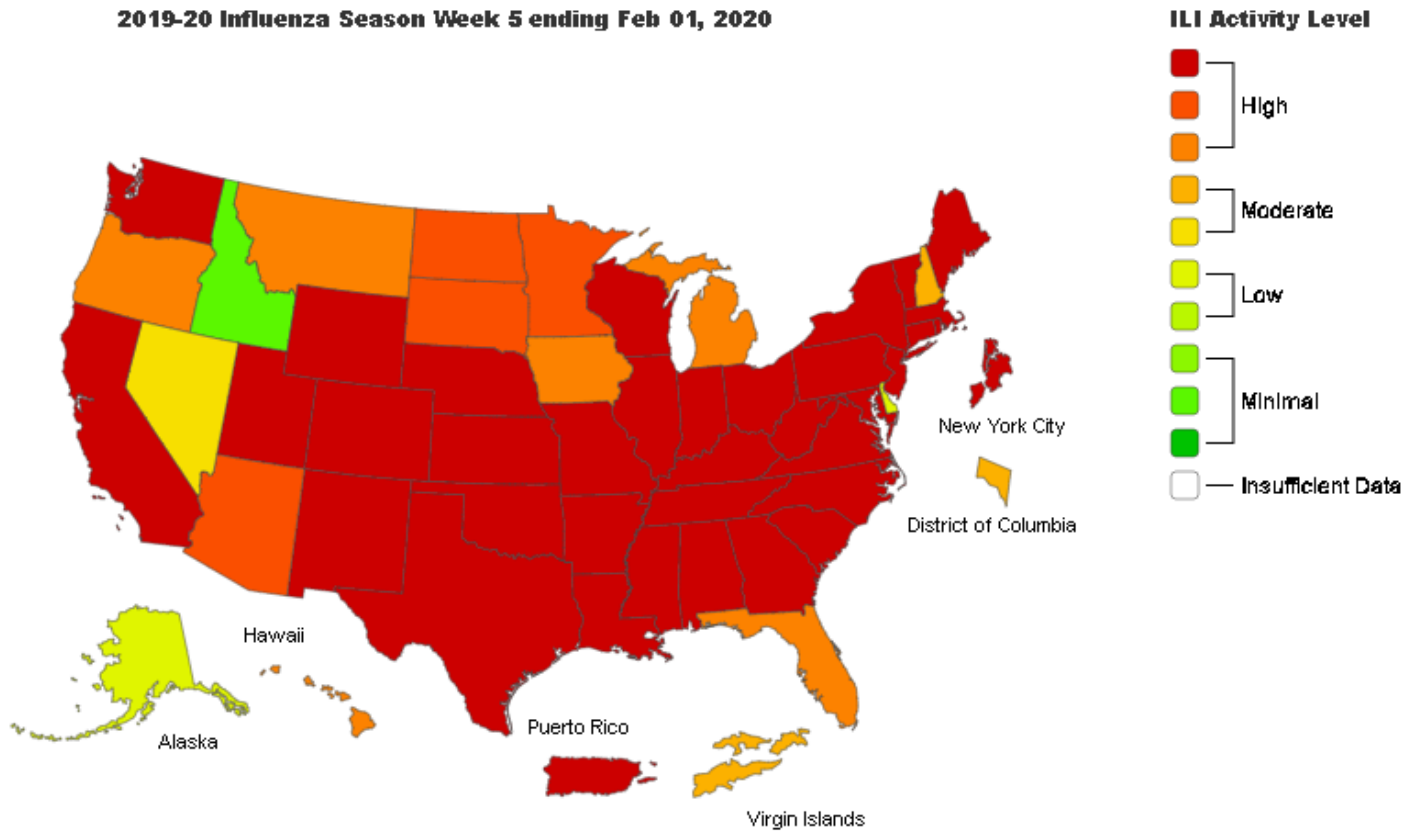 2019-20 Influenza Season Week 5 ending Feb 01, 2020
ILI Activity Level
High
Moderate
Low
Minimal
Insufficient Data
New York City
District of Columbia
Hawaii
Alaska
Puerto Rico
Virgin Islands